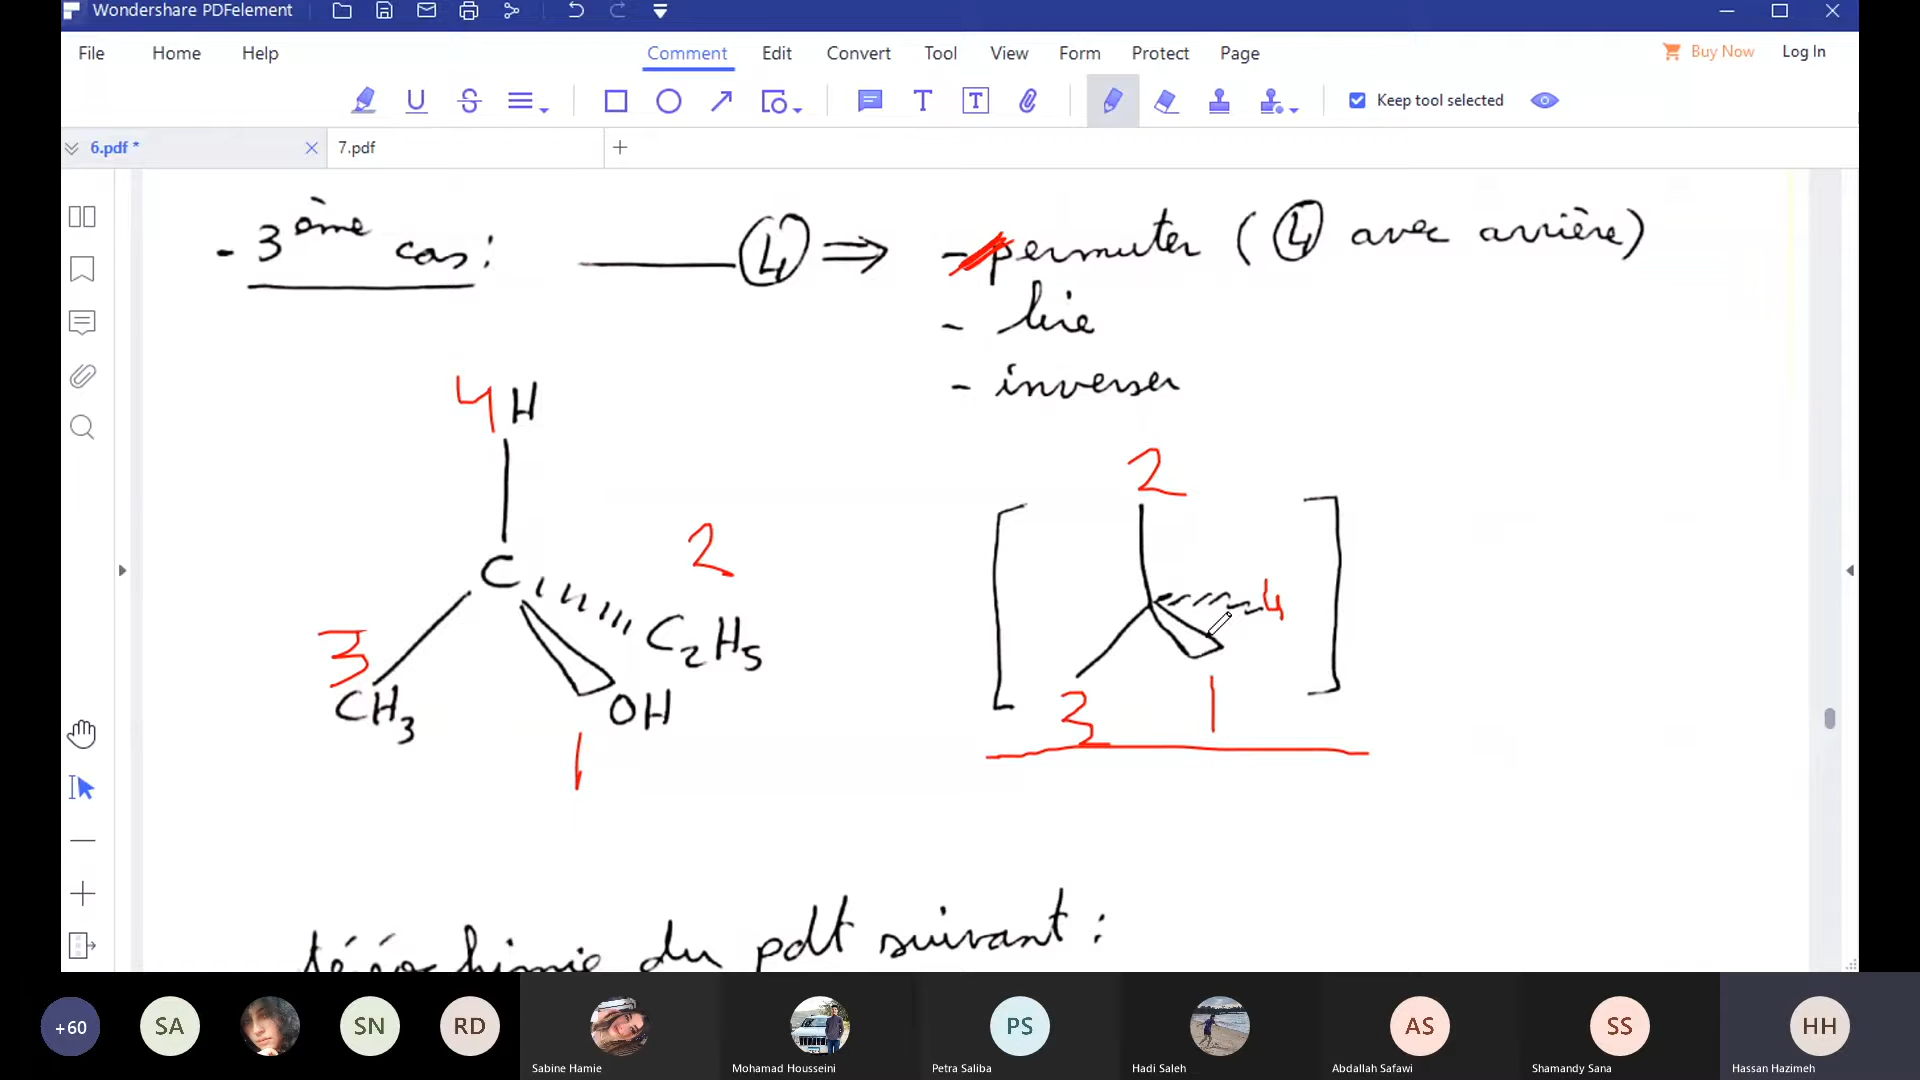 Wondershare PDFelement
File Home Help Comment Edit Convert Tool View Form Protect Page Buy Now Log In
Keep tool selected
6.pdf * 7.pdf
- 3ème cas: ④ ⇒ - permuter (④ avec arrière)
- lire
- inverser
4 H
2
2
C
4
C2H5
3
CH3
OH
3 1
1
du pdt suivant :
+60 SA SN RD PS AS SS HH
Sabine Hamie Mohamad Housseini Petra Saliba Hadi Saleh Abdallah Safawi Shamandy Sana Hassan Hazimeh